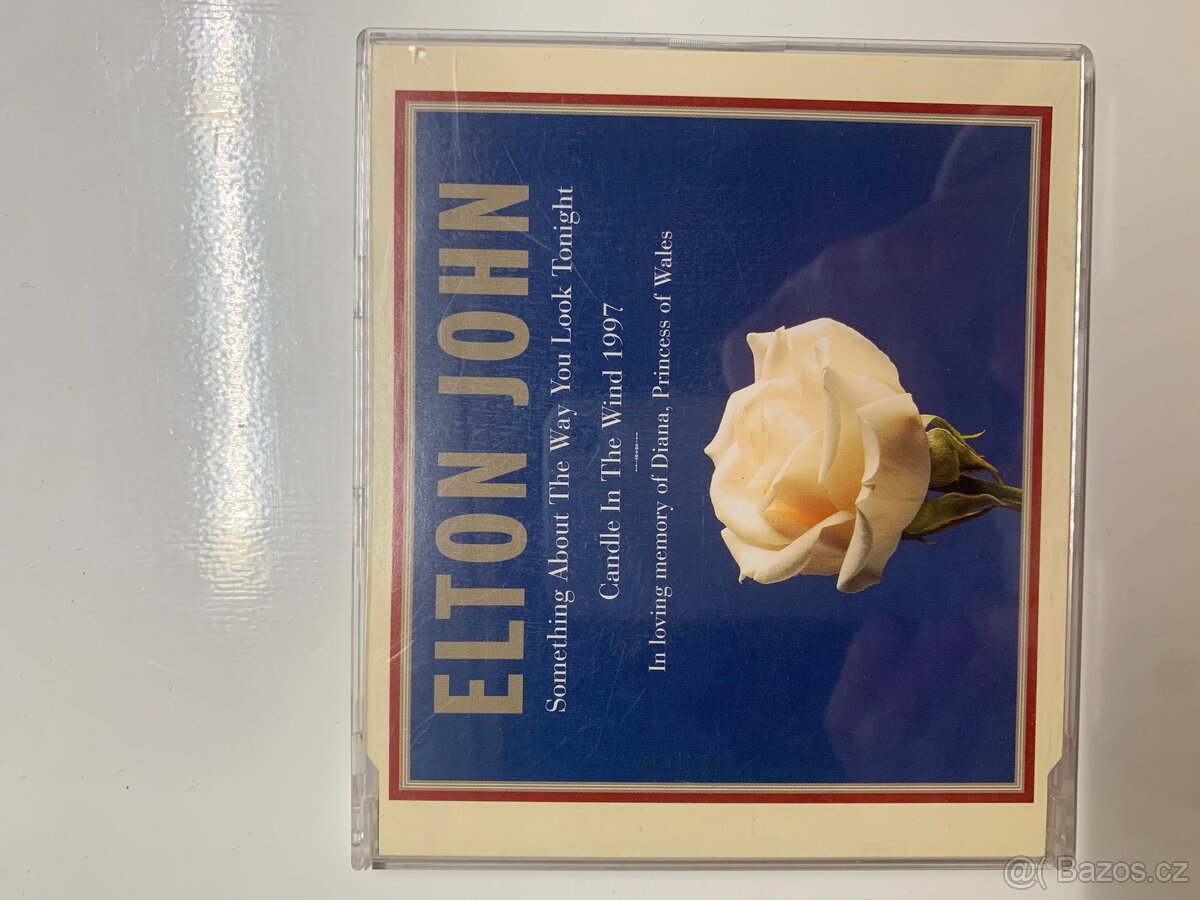 ELTON JOHN
Something About The Way You Look Tonight
Candle In The Wind 1997
In loving memory of Diana, Princess of Wales
@( Bazos.cz